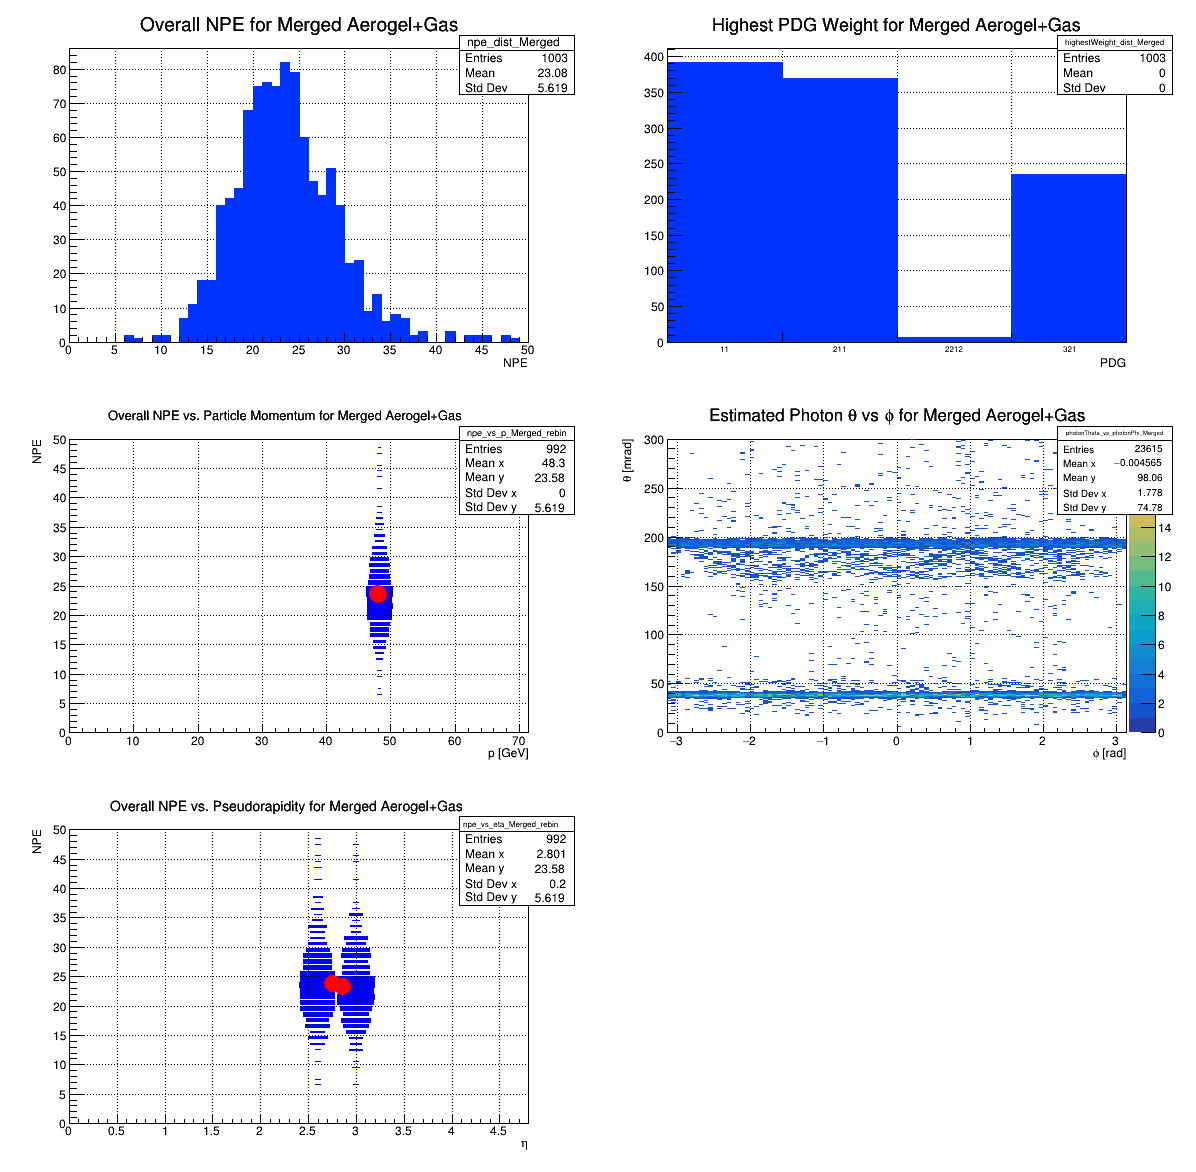 Overall NPE for Merged Aerogel+Gas
npe_dist_Merged
Entries 1003
Mean 23.08
Std Dev 5.619
80
70
60
50
40
30
20
10
0
0 5 10 15 20 25 30 35 40 45 50
NPE
Highest PDG Weight for Merged Aerogel+Gas
highestWeight_dist_Merged
Entries 1003
Mean 0
Std Dev 0
400
350
300
250
200
150
100
50
0
11 211 2212 321
PDG
Overall NPE vs. Particle Momentum for Merged Aerogel+Gas
npe_vs_p_Merged_rebin
Entries 992
Mean x 48.3
Mean y 23.58
Std Dev x 0
Std Dev y 5.619
NPE
50
45
40
35
30
25
20
15
10
5
0
0 10 20 30 40 50 60 70
p [GeV]
Estimated Photon θ vs ϕ for Merged Aerogel+Gas
photonTheta_vs_photonPhi_Merged
Entries 23615
Mean x −0.004565
Mean y 98.06
Std Dev x 1.778
Std Dev y 74.78
θ [mrad]
300
250
200
150
100
50
0
−3 −2 −1 0 1 2 3
ϕ [rad]
14
12
10
8
6
4
2
0
Overall NPE vs. Pseudorapidity for Merged Aerogel+Gas
npe_vs_eta_Merged_rebin
Entries 992
Mean x 2.801
Mean y 23.58
Std Dev x 0.2
Std Dev y 5.619
NPE
50
45
40
35
30
25
20
15
10
5
0
0 0.5 1 1.5 2 2.5 3 3.5 4 4.5
η